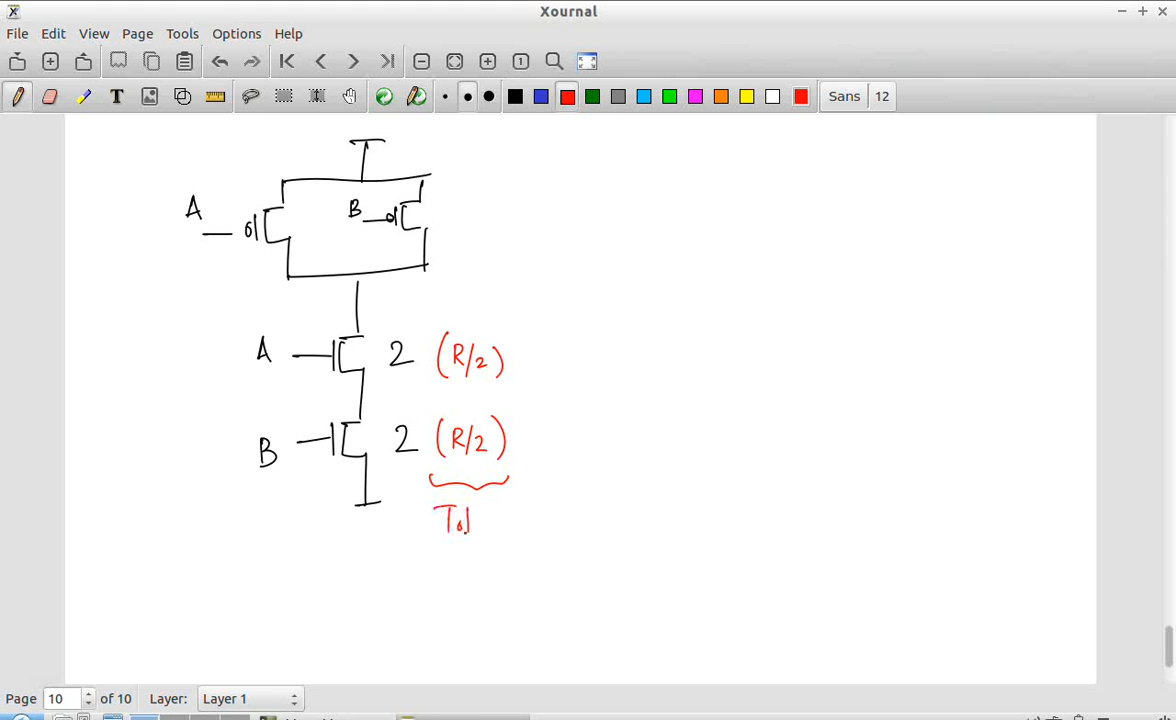 Xournal
File Edit View Page Tools Options Help
Sans 12
A
B
A 2 (R/2)
B 2 (R/2)
Page 10 of 10 Layer: Layer 1